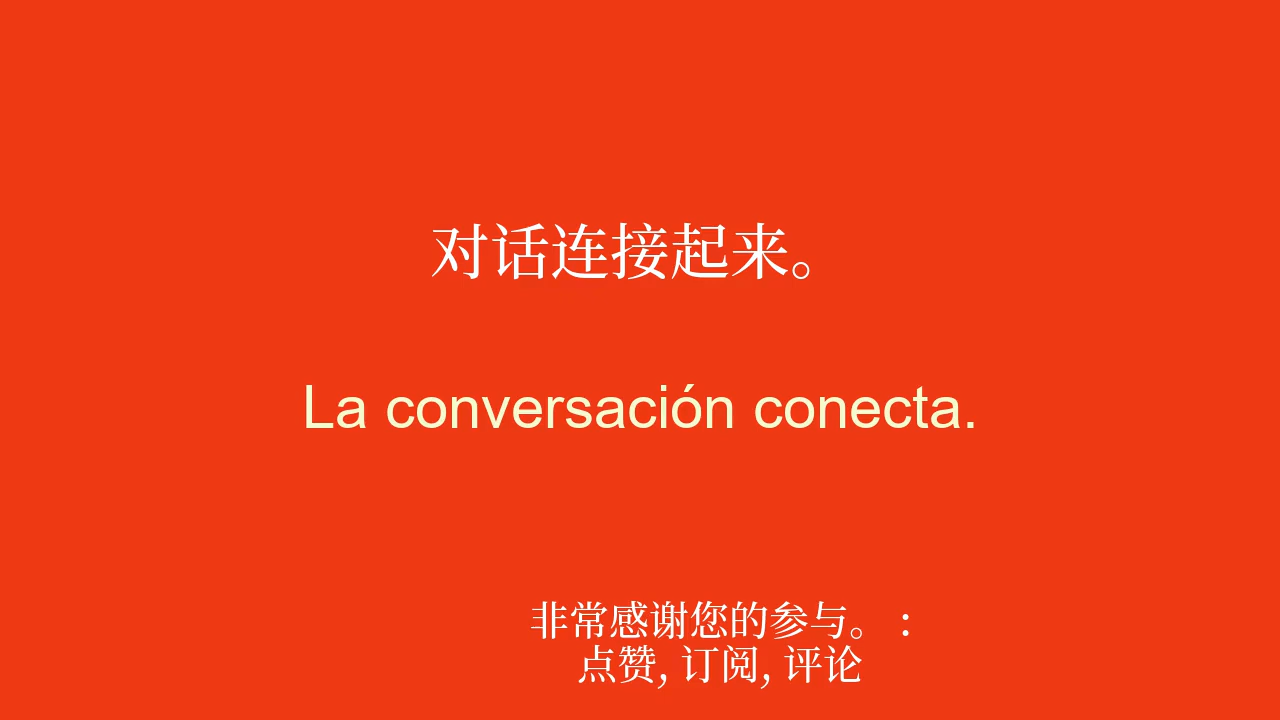 对话连接起来。
La conversación conecta.
非常感谢您的参与。 :
点赞, 订阅, 评论